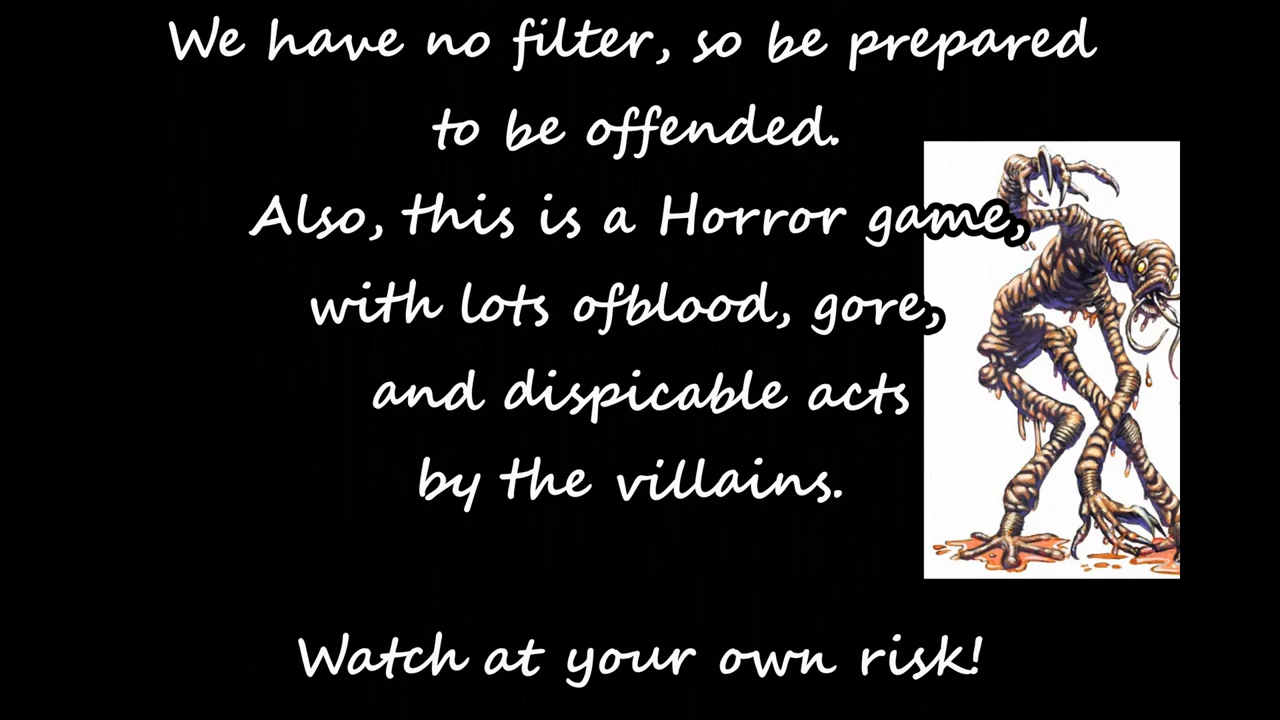 We have no filter, so be prepared
to be offended.
Also, this is a Horror game,
with lots ofblood, gore,
and dispicable acts
by the villains.
Watch at your own risk!